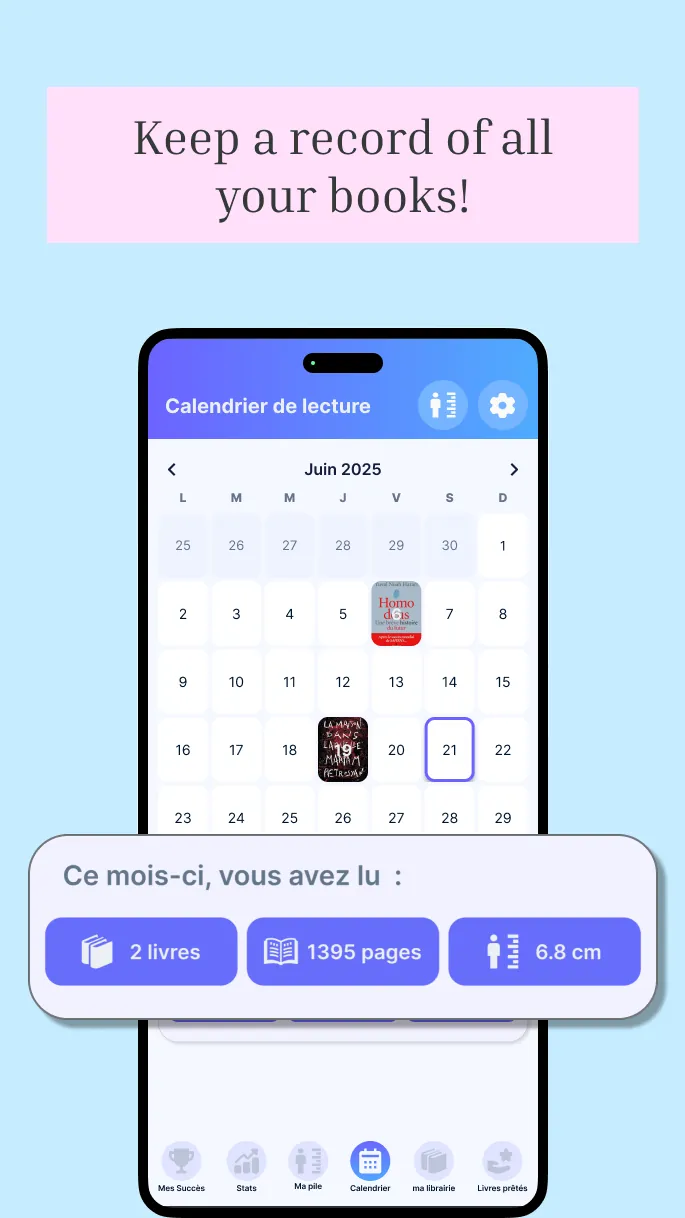 Keep a record of all
your books!
Calendrier de lecture
Juin 2025
L M M J V S D
25 26 27 28 29 30 1
2 3 4 5 6 7 8
Homo
deus
Une brève histoire
du futur
9 10 11 12 13 14 15
16 17 18 19 20 21 22
LA MAISON
DANS
LAQUELLE
MARIAM
PETROSYAN
23 24 25 26 27 28 29
Ce mois-ci, vous avez lu :
2 livres 1395 pages 6.8 cm
Mes Succès Stats Ma pile Calendrier ma librairie Livres prêtés